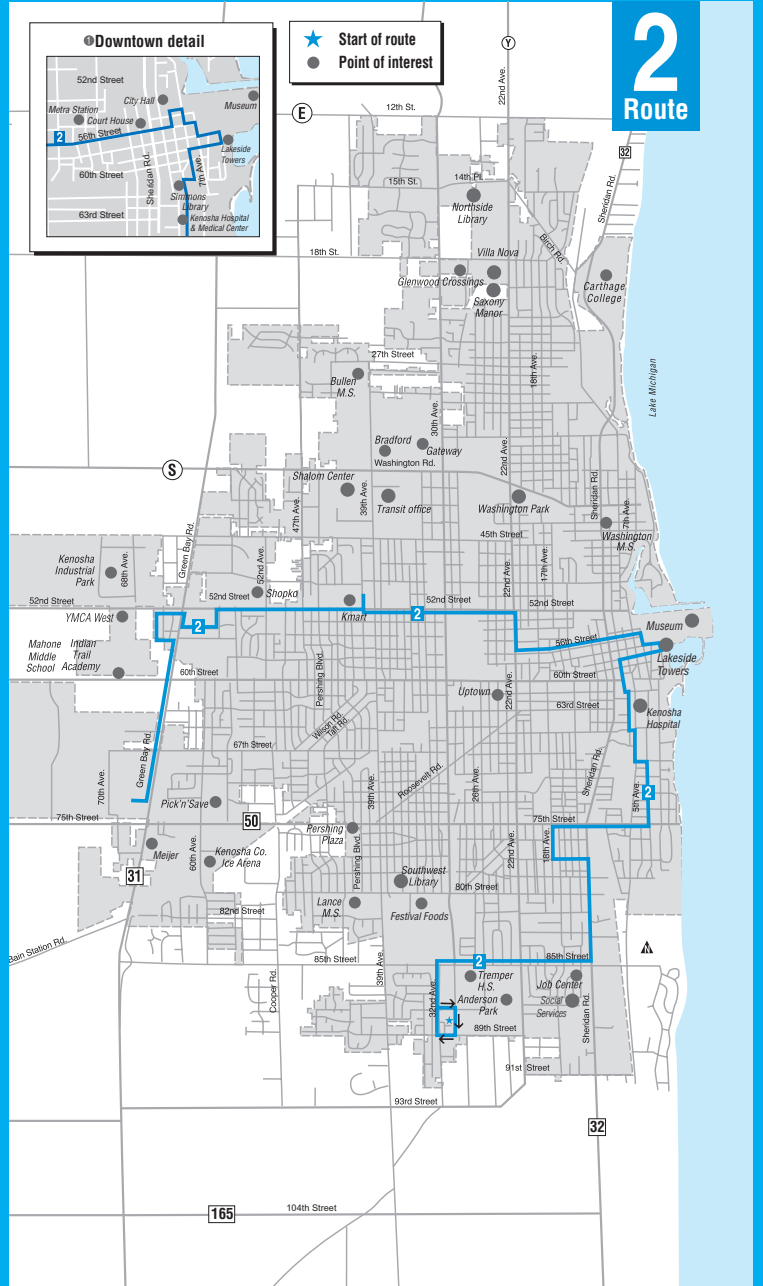 2
Route
❶Downtown detail
52nd Street
City Hall
Museum
Metra Station
Court House
2
56th Street
Lakeside
Towers
60th Street
Sheridan Rd.
7th Ave.
Simmons
Library
63rd Street
Kenosha Hospital
& Medical Center
Start of route
Point of interest
Y
22nd Ave.
E
12th St.
32
Sheridan Rd.
15th St.
14th Pl.
Northside
Library
Birch Rd.
18th St.
Villa Nova
Glenwood Crossings
Saxony
Manor
Carthage
College
Lake Michigan
27th Street
Bullen
M.S.
18th Ave.
30th Ave.
Bradford
Gateway
Washington Rd.
22nd Ave.
S
Shalom Center
39th Ave.
Transit office
Washington Park
47th Ave.
Sheridan Rd.
7th Ave.
Washington
M.S.
45th Street
Green Bay Rd.
Kenosha
Industrial
Park
68th Ave.
52nd Ave.
22nd Ave.
17th Ave.
52nd Street
52nd Street
Shopko
52nd Street
52nd Street
YMCA West
2
Kmart
2
Museum
56th Street
Lakeside
Towers
Mahone
Middle
School
Indian
Trail
Academy
60th Street
60th Street
Pershing Blvd.
Uptown
22nd Ave.
63rd Street
Kenosha
Hospital
Wilson Rd.
Taft Rd.
67th Street
Green Bay Rd.
70th Ave.
39th Ave.
Roosevelt Rd.
26th Ave.
Sheridan Rd.
5th Ave.
2
Pick'n'Save
75th Street
50
75th Street
Pershing
Plaza
Meijer
60th Ave.
Kenosha Co.
Ice Arena
Pershing Blvd.
22nd Ave.
18th Ave.
31
Southwest
Library
80th Street
Lance
M.S.
Festival Foods
82nd Street
Bain Station Rd.
N
85th Street
39th Ave.
2
85th Street
Cooper Rd.
32nd Ave.
Tremper
H.S.
Job Center
Anderson
Park
Social
Services
Sheridan Rd.
89th Street
91st Street
93rd Street
32
165
104th Street